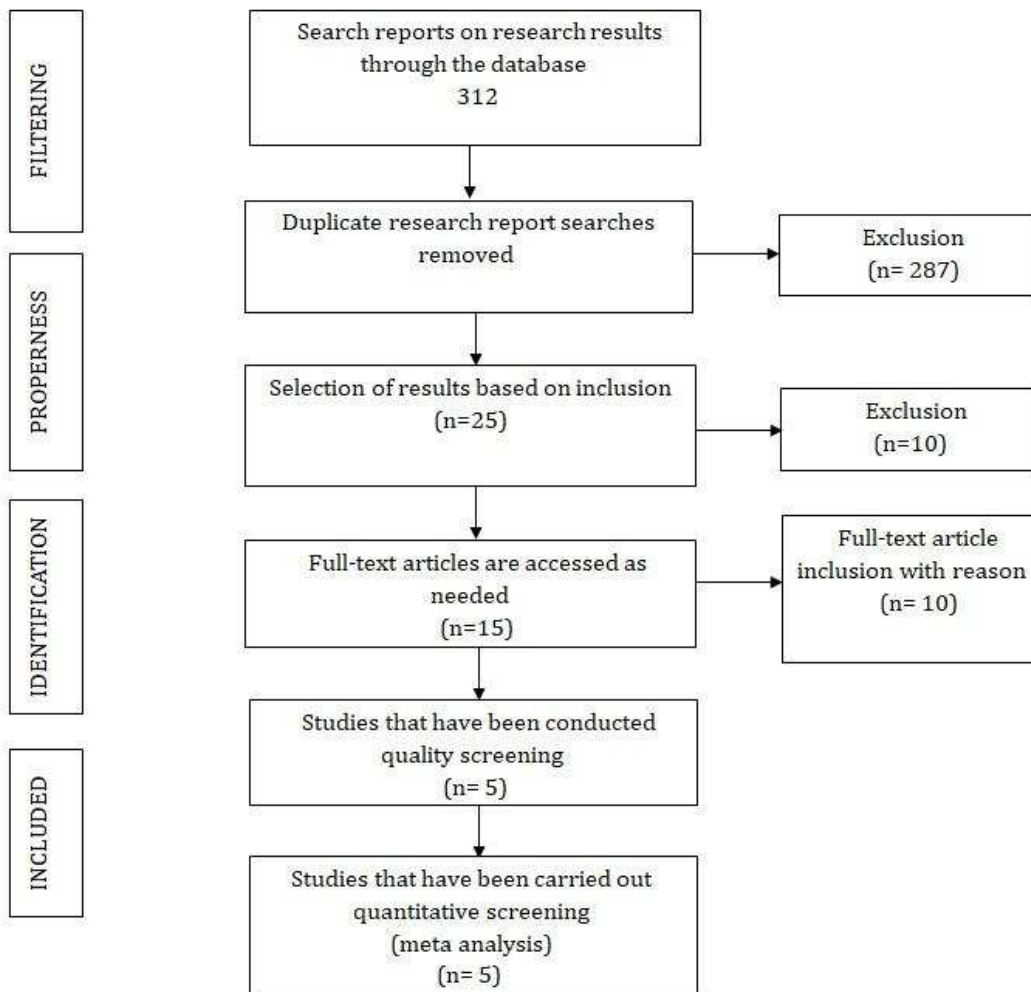 FILTERING
Search reports on research results
through the database
312
Duplicate research report searches
removed
Exclusion
(n= 287)
PROPERNESS
Selection of results based on inclusion
(n=25)
Exclusion
(n=10)
IDENTIFICATION
Full-text articles are accessed as
needed
(n=15)
Full-text article
inclusion with reason
(n= 10)
Studies that have been conducted
quality screening
(n= 5)
INCLUDED
Studies that have been carried out
quantitative screening
(meta analysis)
(n= 5)